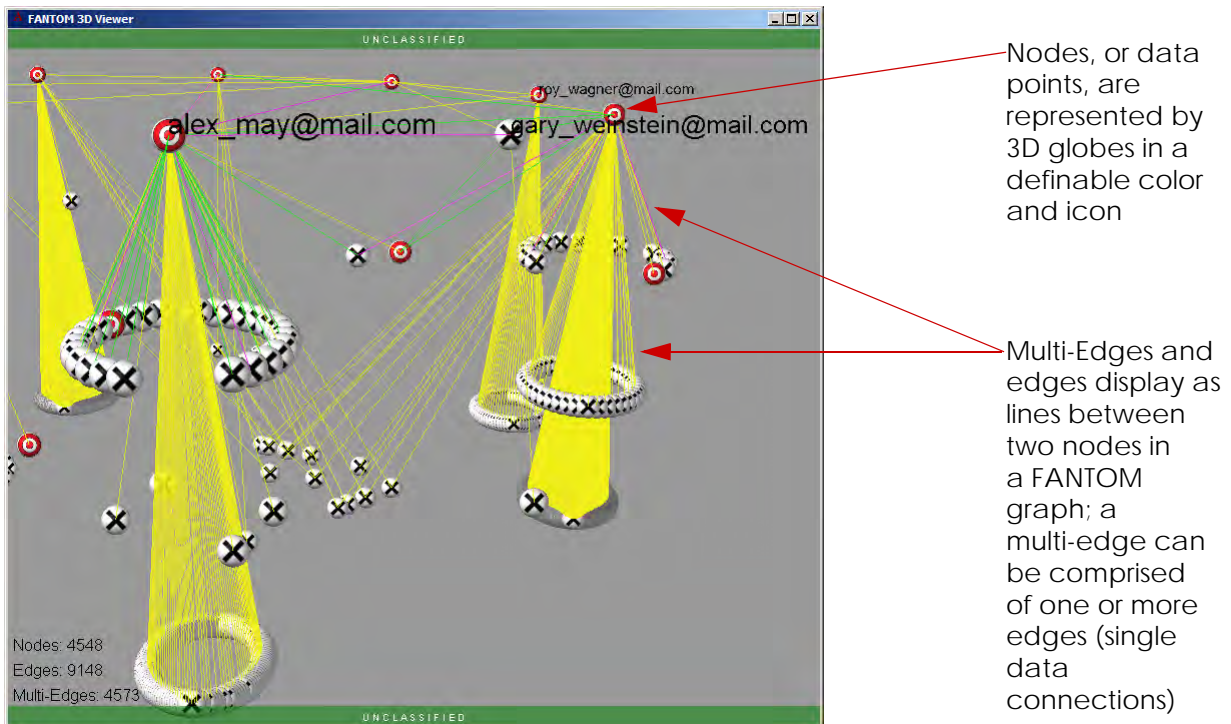 FANTOM 3D Viewer
UNCLASSIFIED
roy_wagner@mail.com
alex_may@mail.com
gary_weinstein@mail.com
Nodes: 4548
Edges: 9148
Multi-Edges: 4573
UNCLASSIFIED
Nodes, or data
points, are
represented by
3D globes in a
definable color
and icon
Multi-Edges and
edges display as
lines between
two nodes in
a FANTOM
graph; a
multi-edge can
be comprised
of one or more
edges (single
data
connections)